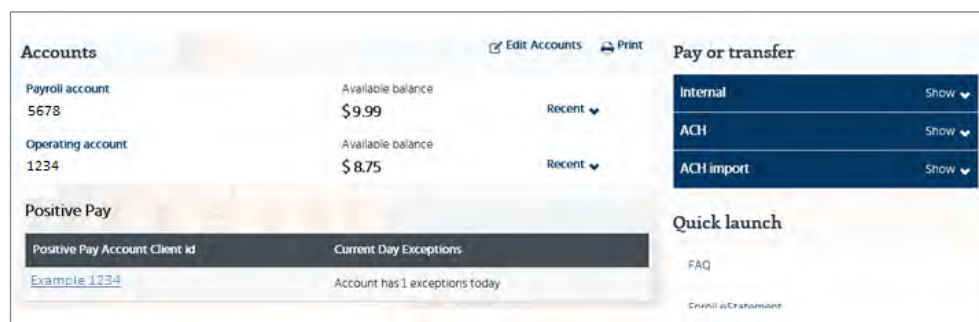 Accounts
Edit Accounts
Print
Payroll account
Available balance
5678
$9.99
Recent
Operating account
Available balance
1234
$8.75
Recent
Positive Pay
Positive Pay Account Client id
Current Day Exceptions
Example 1234
Account has 1 exceptions today
Pay or transfer
Internal
Show
ACH
Show
ACH import
Show
Quick launch
FAQ
Enroll eStatement